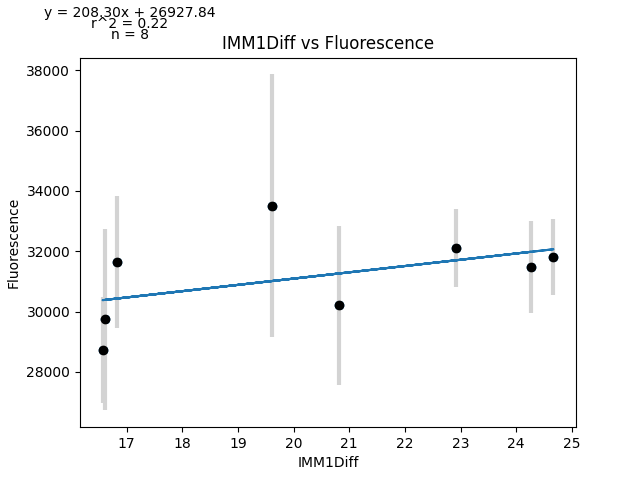 y = 208.30x + 26927.84
r^2 = 0.22
n = 8
IMM1Diff vs Fluorescence
38000
36000
34000
32000
30000
28000
Fluorescence
17 18 19 20 21 22 23 24 25
IMM1Diff